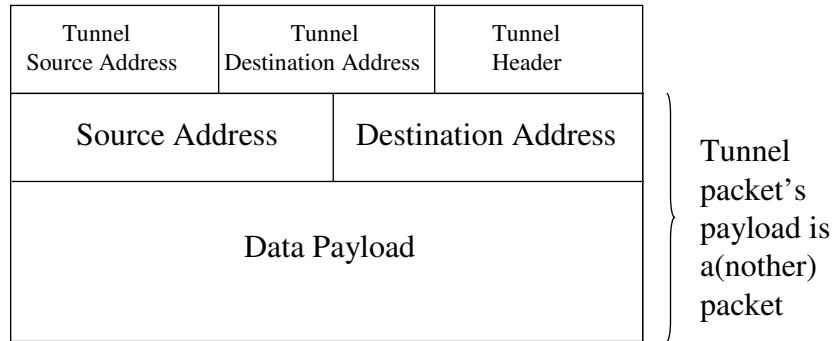 Tunnel
Source Address
Tunnel
Destination Address
Tunnel
Header
Source Address
Destination Address
Data Payload
Tunnel
packet's
payload is
a(nother)
packet